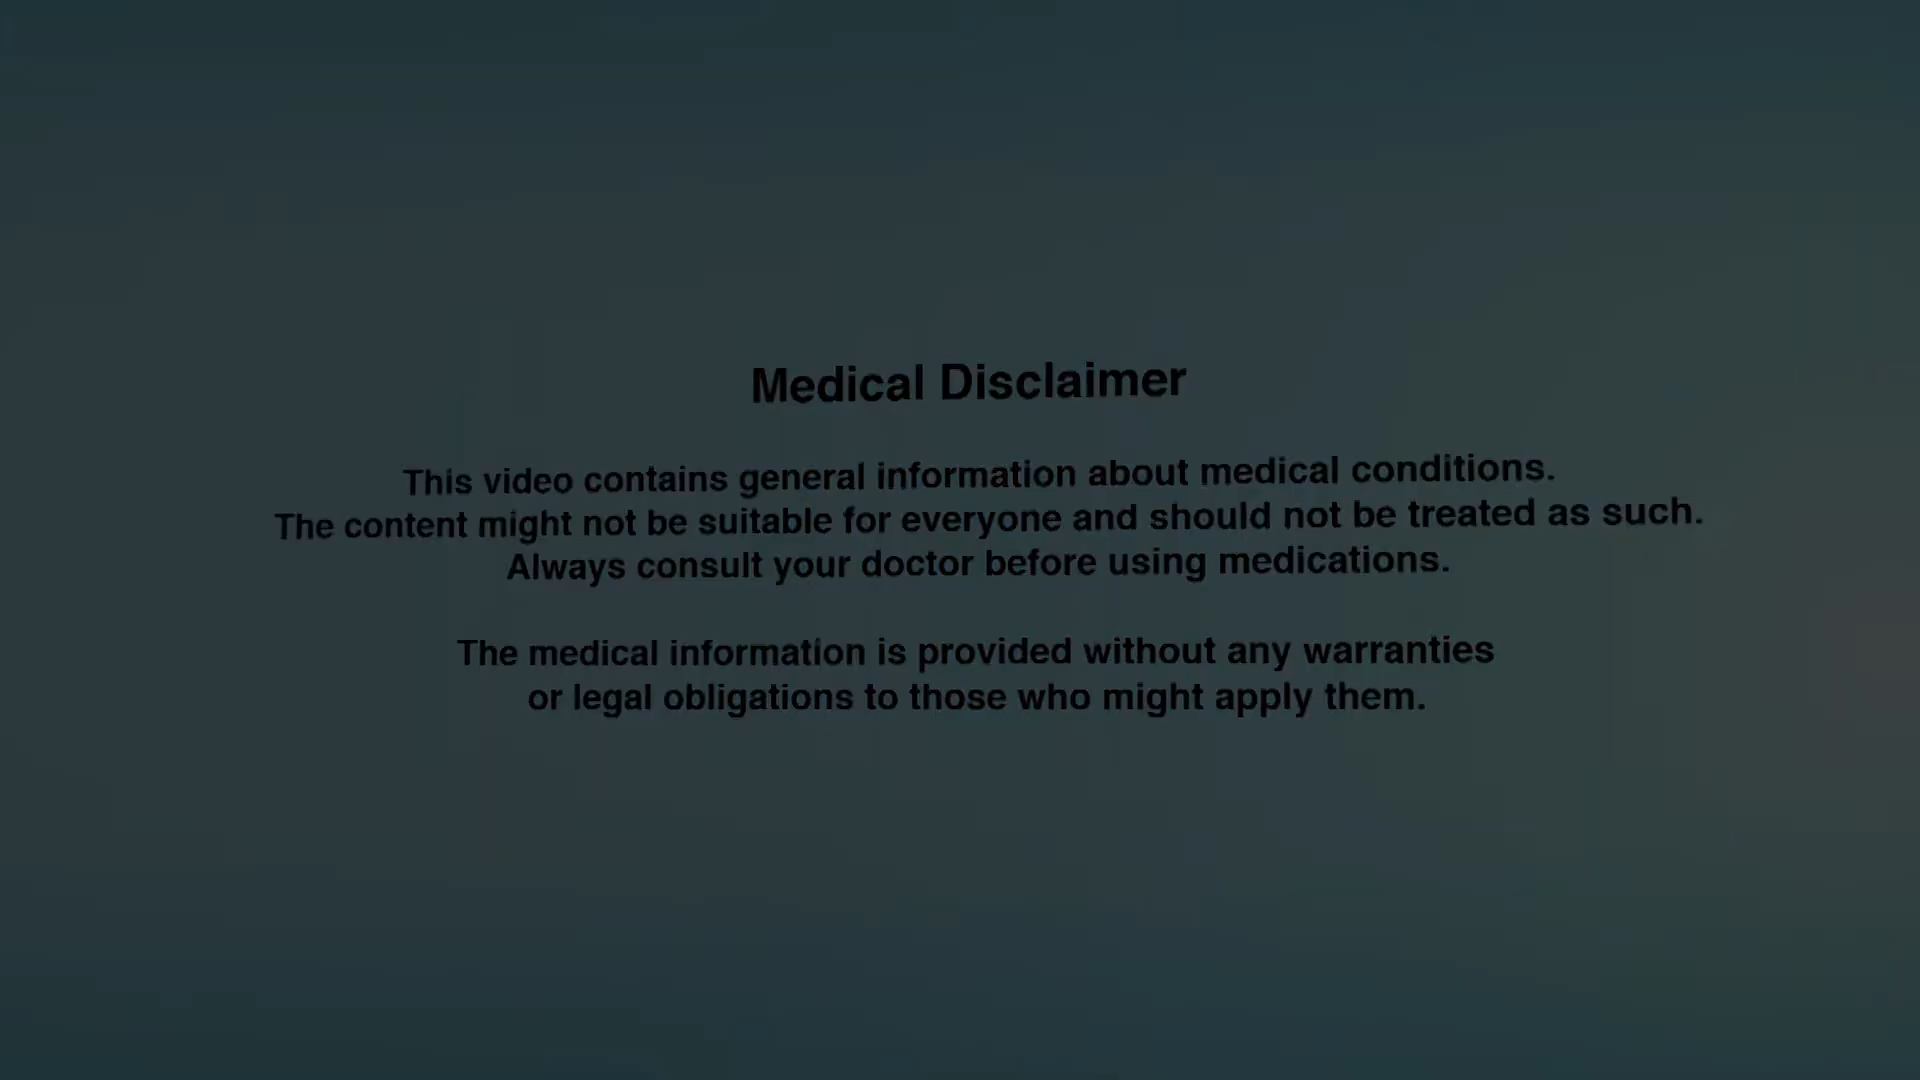 Medical Disclaimer
This video contains general information about medical conditions.
The content might not be suitable for everyone and should not be treated as such.
Always consult your doctor before using medications.
The medical information is provided without any warranties
or legal obligations to those who might apply them.